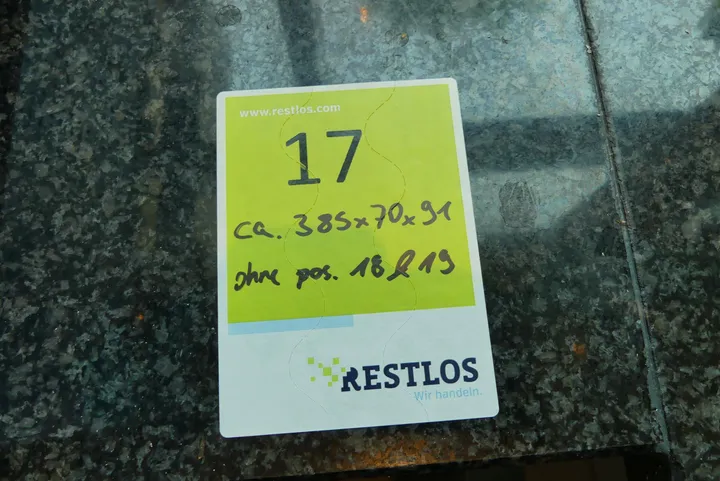 www.restlos.com
17
ca. 385x70x91
ohne pos. 18 & 19
RESTLOS
Wir handeln.